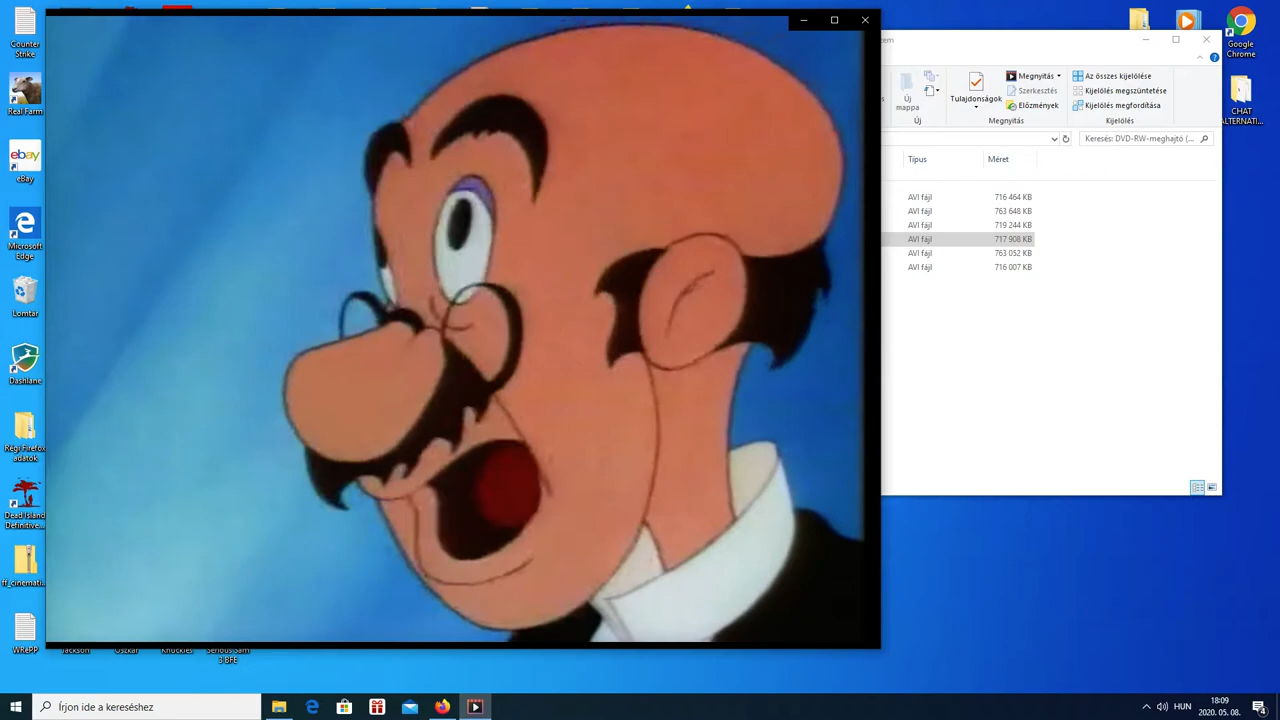 Counter
Strike
Real Farm
eBay
Microsoft
Edge
Lomtár
Dashlane
Régi Firefox
adatok
Dead Island
Definitive...
ff_cinemati...
WRePP
Jackson
Oszkár
Knuckles
Serious Sam
3 BFE
Google
Chrome
CHAT
ALTERNATI...
Új
mappa
Új
Tulajdonságok
Megnyitás
Szerkesztés
Előzmények
Megnyitás
Az összes kijelölése
Kijelölés megszüntetése
Kijelölés megfordítása
Kijelölés
Keresés: DVD-RW-meghajtó (...
Típus Méret
AVI fájl 716 464 KB
AVI fájl 763 648 KB
AVI fájl 719 244 KB
AVI fájl 717 908 KB
AVI fájl 763 052 KB
AVI fájl 716 007 KB
Írjon ide a kereséshez
HUN
18:09
2020. 05. 08.
4